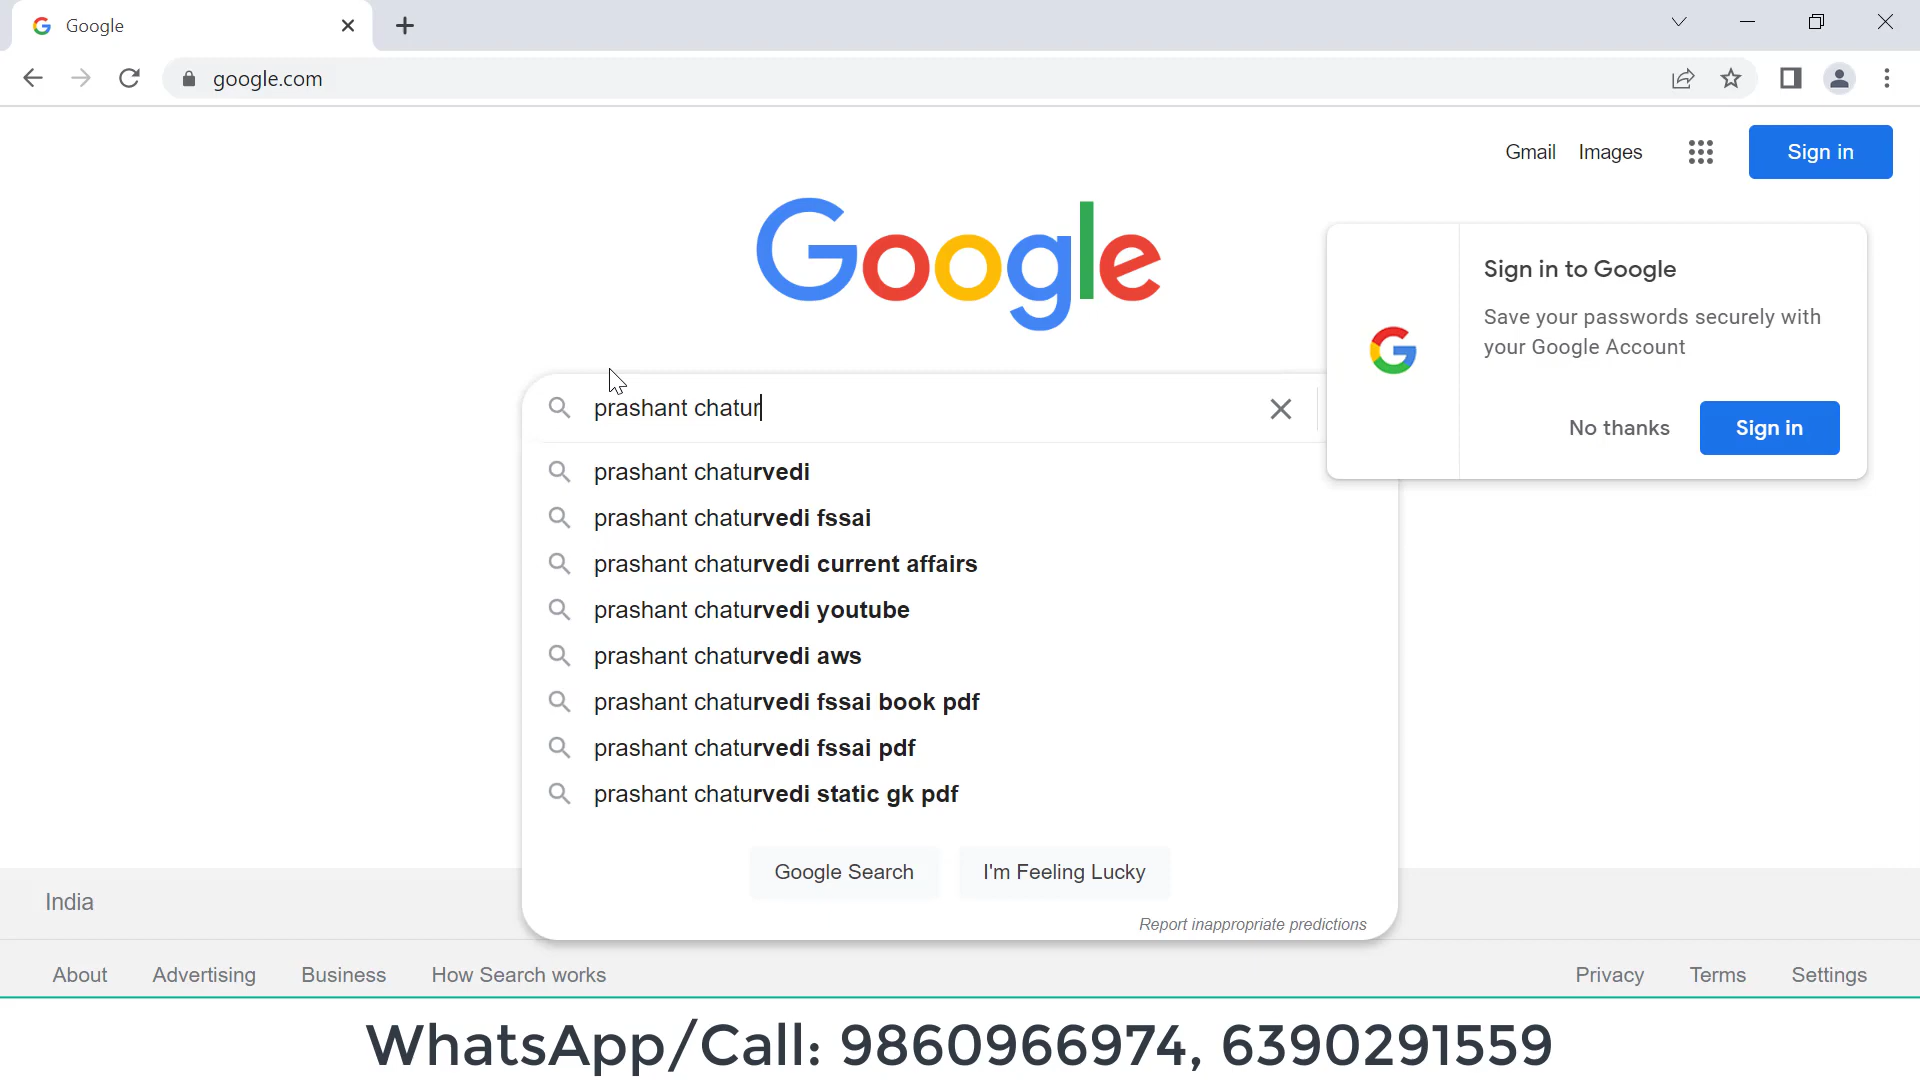 Google
google.com
Gmail Images Sign in
Google
Sign in to Google
Save your passwords securely with
your Google Account
No thanks Sign in
prashant chatur
prashant chaturvedi
prashant chaturvedi fssai
prashant chaturvedi current affairs
prashant chaturvedi youtube
prashant chaturvedi aws
prashant chaturvedi fssai book pdf
prashant chaturvedi fssai pdf
prashant chaturvedi static gk pdf
Google Search I'm Feeling Lucky
Report inappropriate predictions
India
About Advertising Business How Search works Privacy Terms Settings
WhatsApp/Call: 9860966974, 6390291559